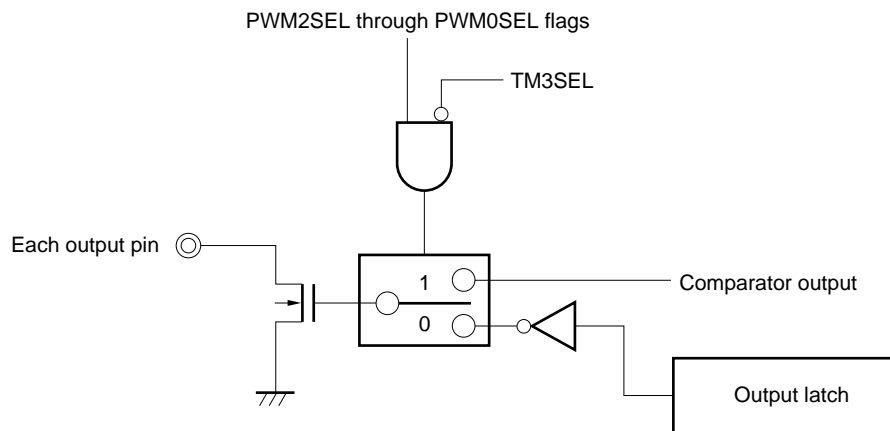 PWM2SEL through PWM0SEL flags
TM3SEL
Each output pin
1
Comparator output
0
Output latch